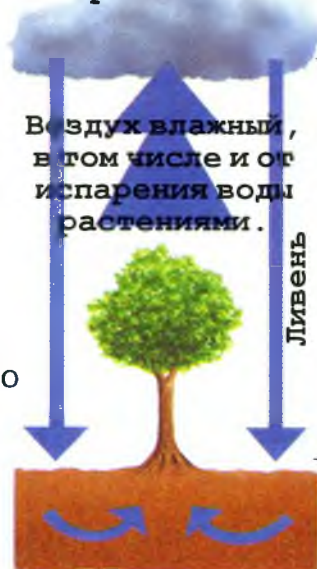 Воздух влажный,
в том числе и от
испарения воды
растениями.
Ливень
о